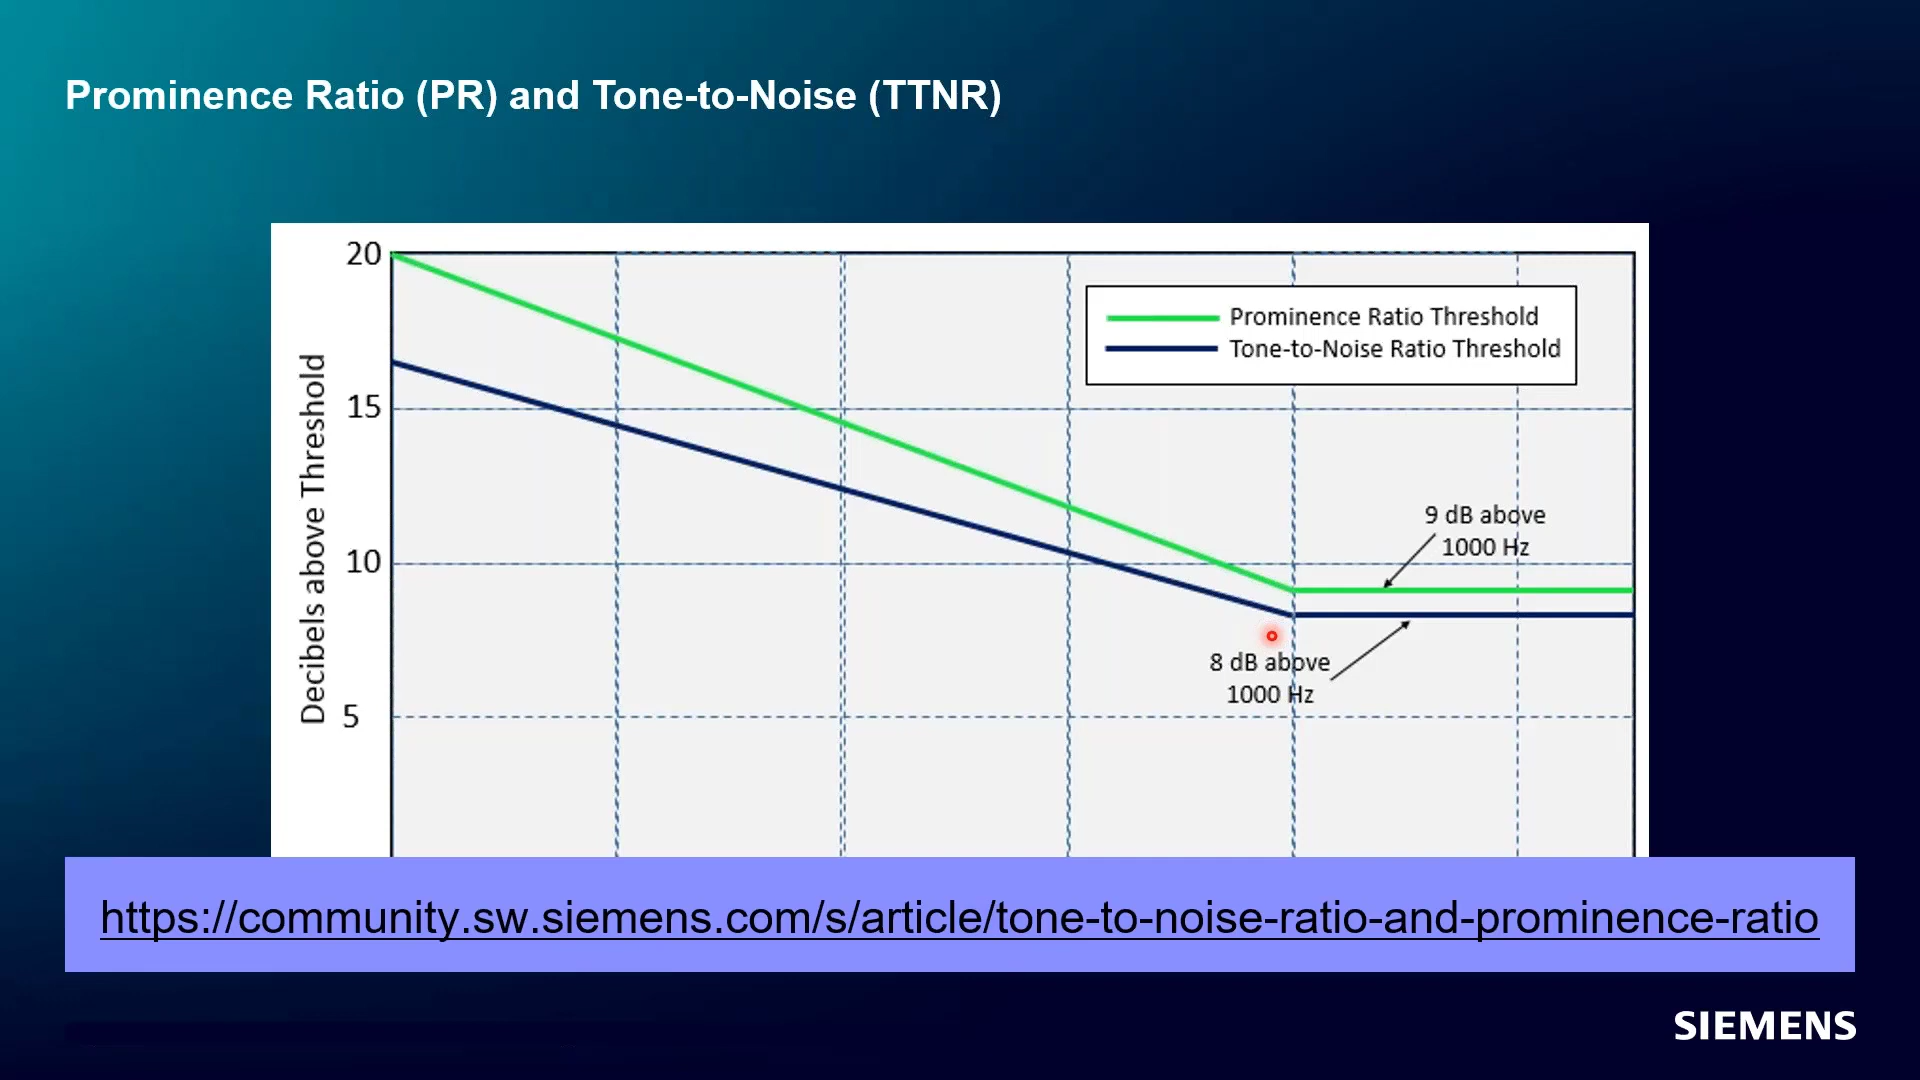 Prominence Ratio (PR) and Tone-to-Noise (TTNR)
20
15
10
5
Decibels above Threshold
Prominence Ratio Threshold
Tone-to-Noise Ratio Threshold
9 dB above
1000 Hz
8 dB above
1000 Hz
https://community.sw.siemens.com/s/article/tone-to-noise-ratio-and-prominence-ratio
SIEMENS